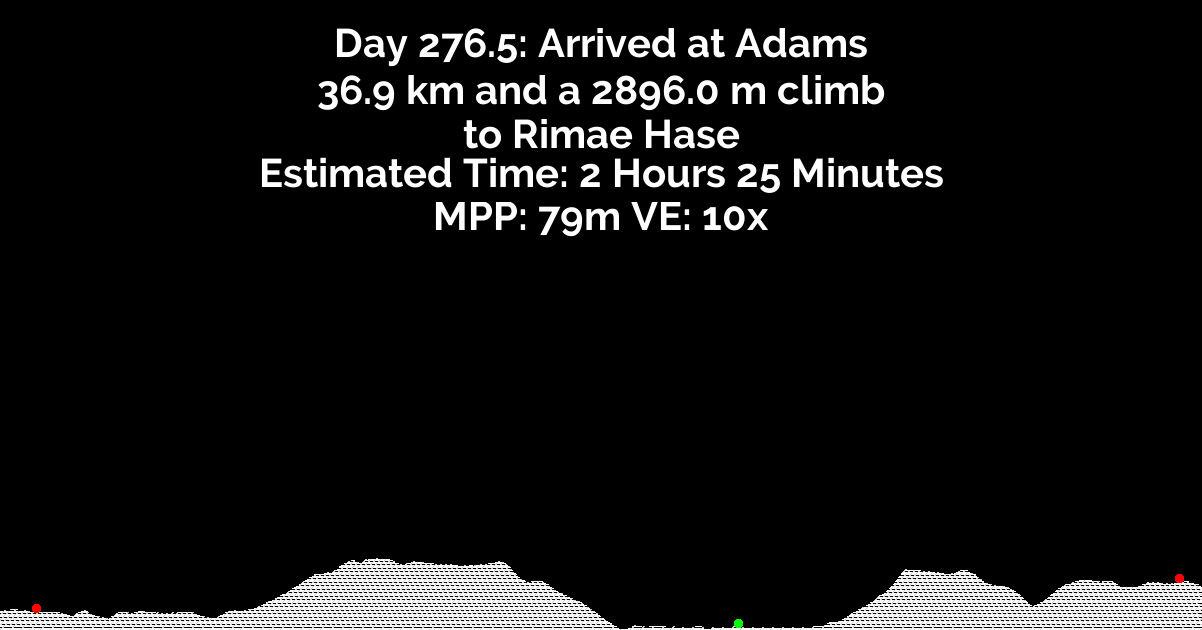 Day 276.5: Arrived at Adams
36.9 km and a 2896.0 m climb
to Rimae Hase
Estimated Time: 2 Hours 25 Minutes
MPP: 79m VE: 10x